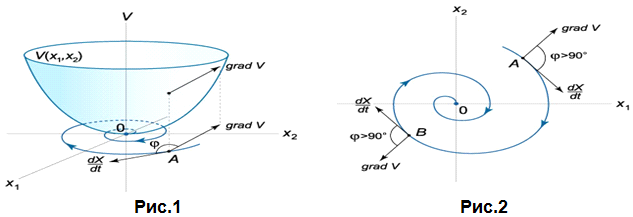 V
V(x₁,x₂)
grad V
0
grad V
x₂
φ
A
dX
dt
x₁
Рис.1
x₂
grad V
A
φ>90°
dX
dt
dX
dt
0
x₁
φ>90°
B
grad V
Рис.2